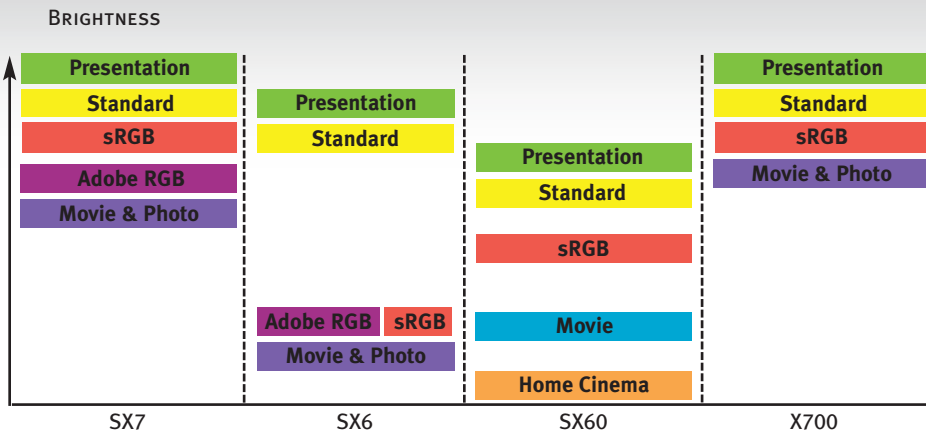 BRIGHTNESS
Presentation
Standard
sRGB
Adobe RGB
Movie & Photo
SX7
Presentation
Standard
Adobe RGB
sRGB
Movie & Photo
SX6
Presentation
Standard
sRGB
Movie
Home Cinema
SX60
Presentation
Standard
sRGB
Movie & Photo
X700